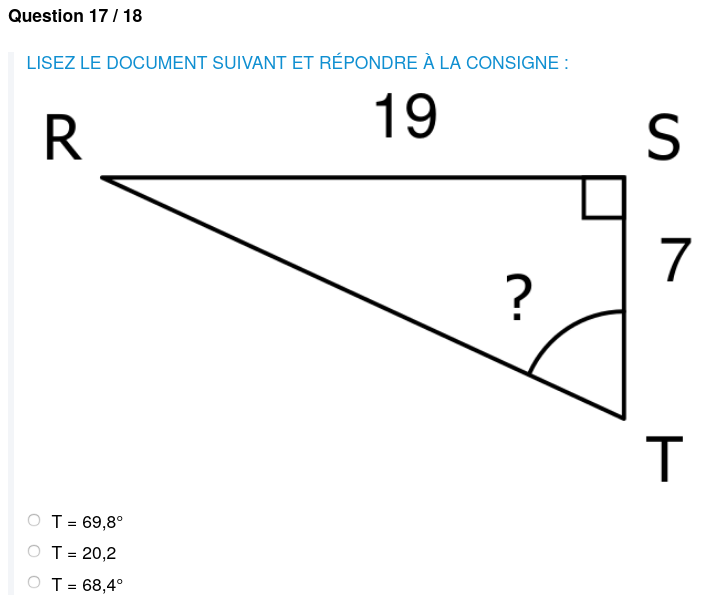 Question 17 / 18
LISEZ LE DOCUMENT SUIVANT ET RÉPONDRE À LA CONSIGNE :
R
19
S
7
?
T
T = 69,8°
T = 20,2
T = 68,4°